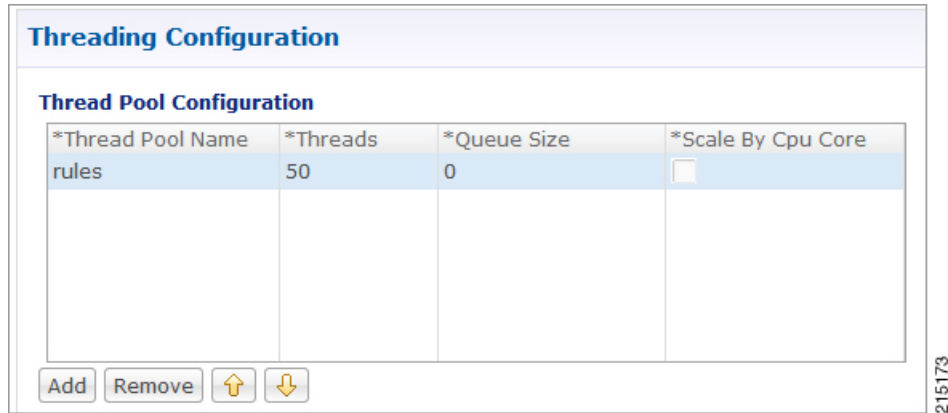 Threading Configuration
Thread Pool Configuration
*Thread Pool Name *Threads *Queue Size *Scale By Cpu Core
rules 50 0
Add Remove
215173